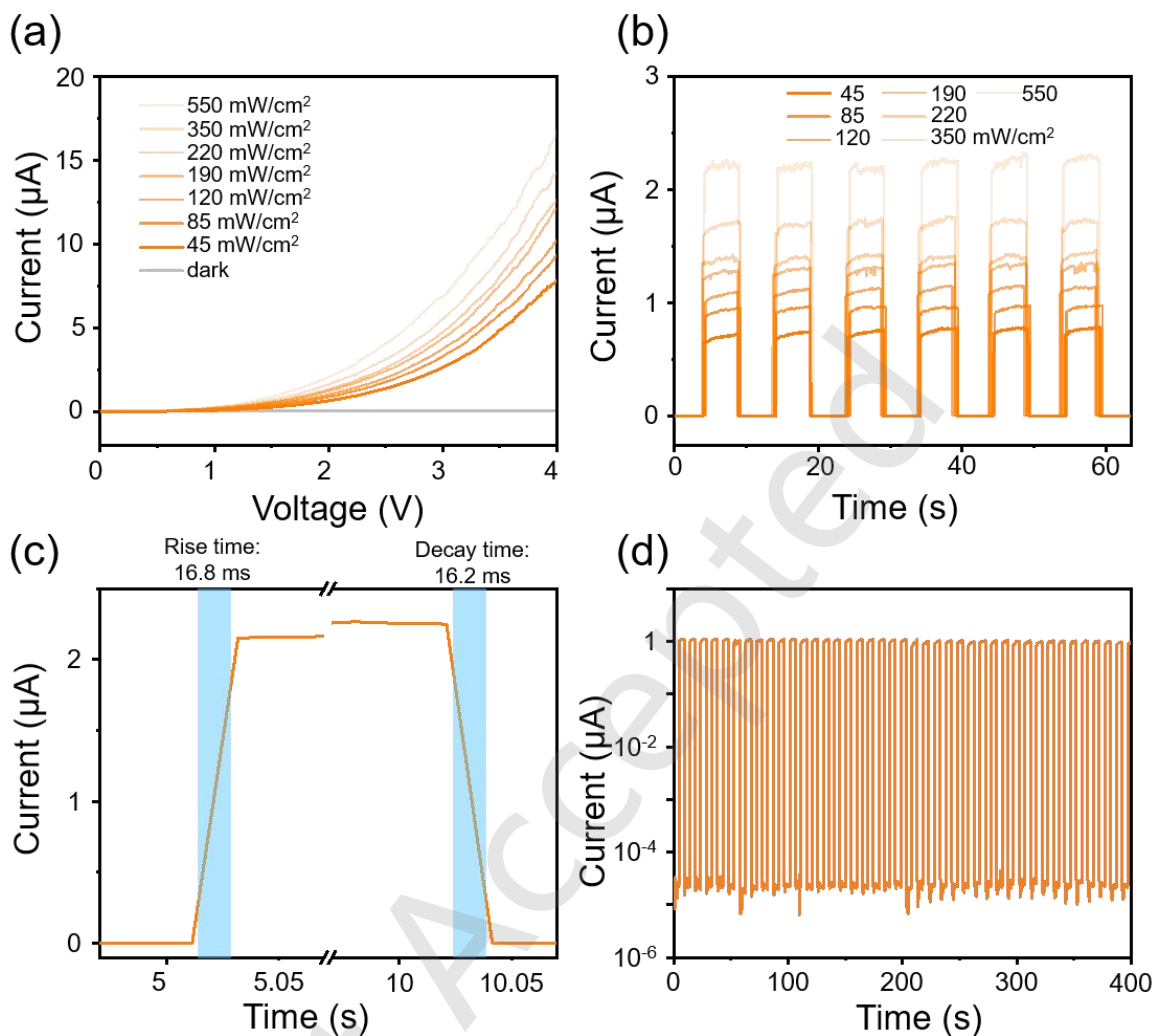 (a)
20
15
10
5
0
Current (µA)
550 mW/cm²
350 mW/cm²
220 mW/cm²
190 mW/cm²
120 mW/cm²
85 mW/cm²
45 mW/cm²
dark
0 1 2 3 4
Voltage (V)
(b)
3
2
1
0
Current (µA)
45 190 550
85 220
120 350 mW/cm²
0 20 40 60
Time (s)
(c)
Rise time:
16.8 ms
Decay time:
16.2 ms
2
1
0
Current (µA)
5 5.05 10 10.05
Time (s)
(d)
1
10⁻²
10⁻⁴
10⁻⁶
Current (µA)
0 100 200 300 400
Time (s)
Accepted